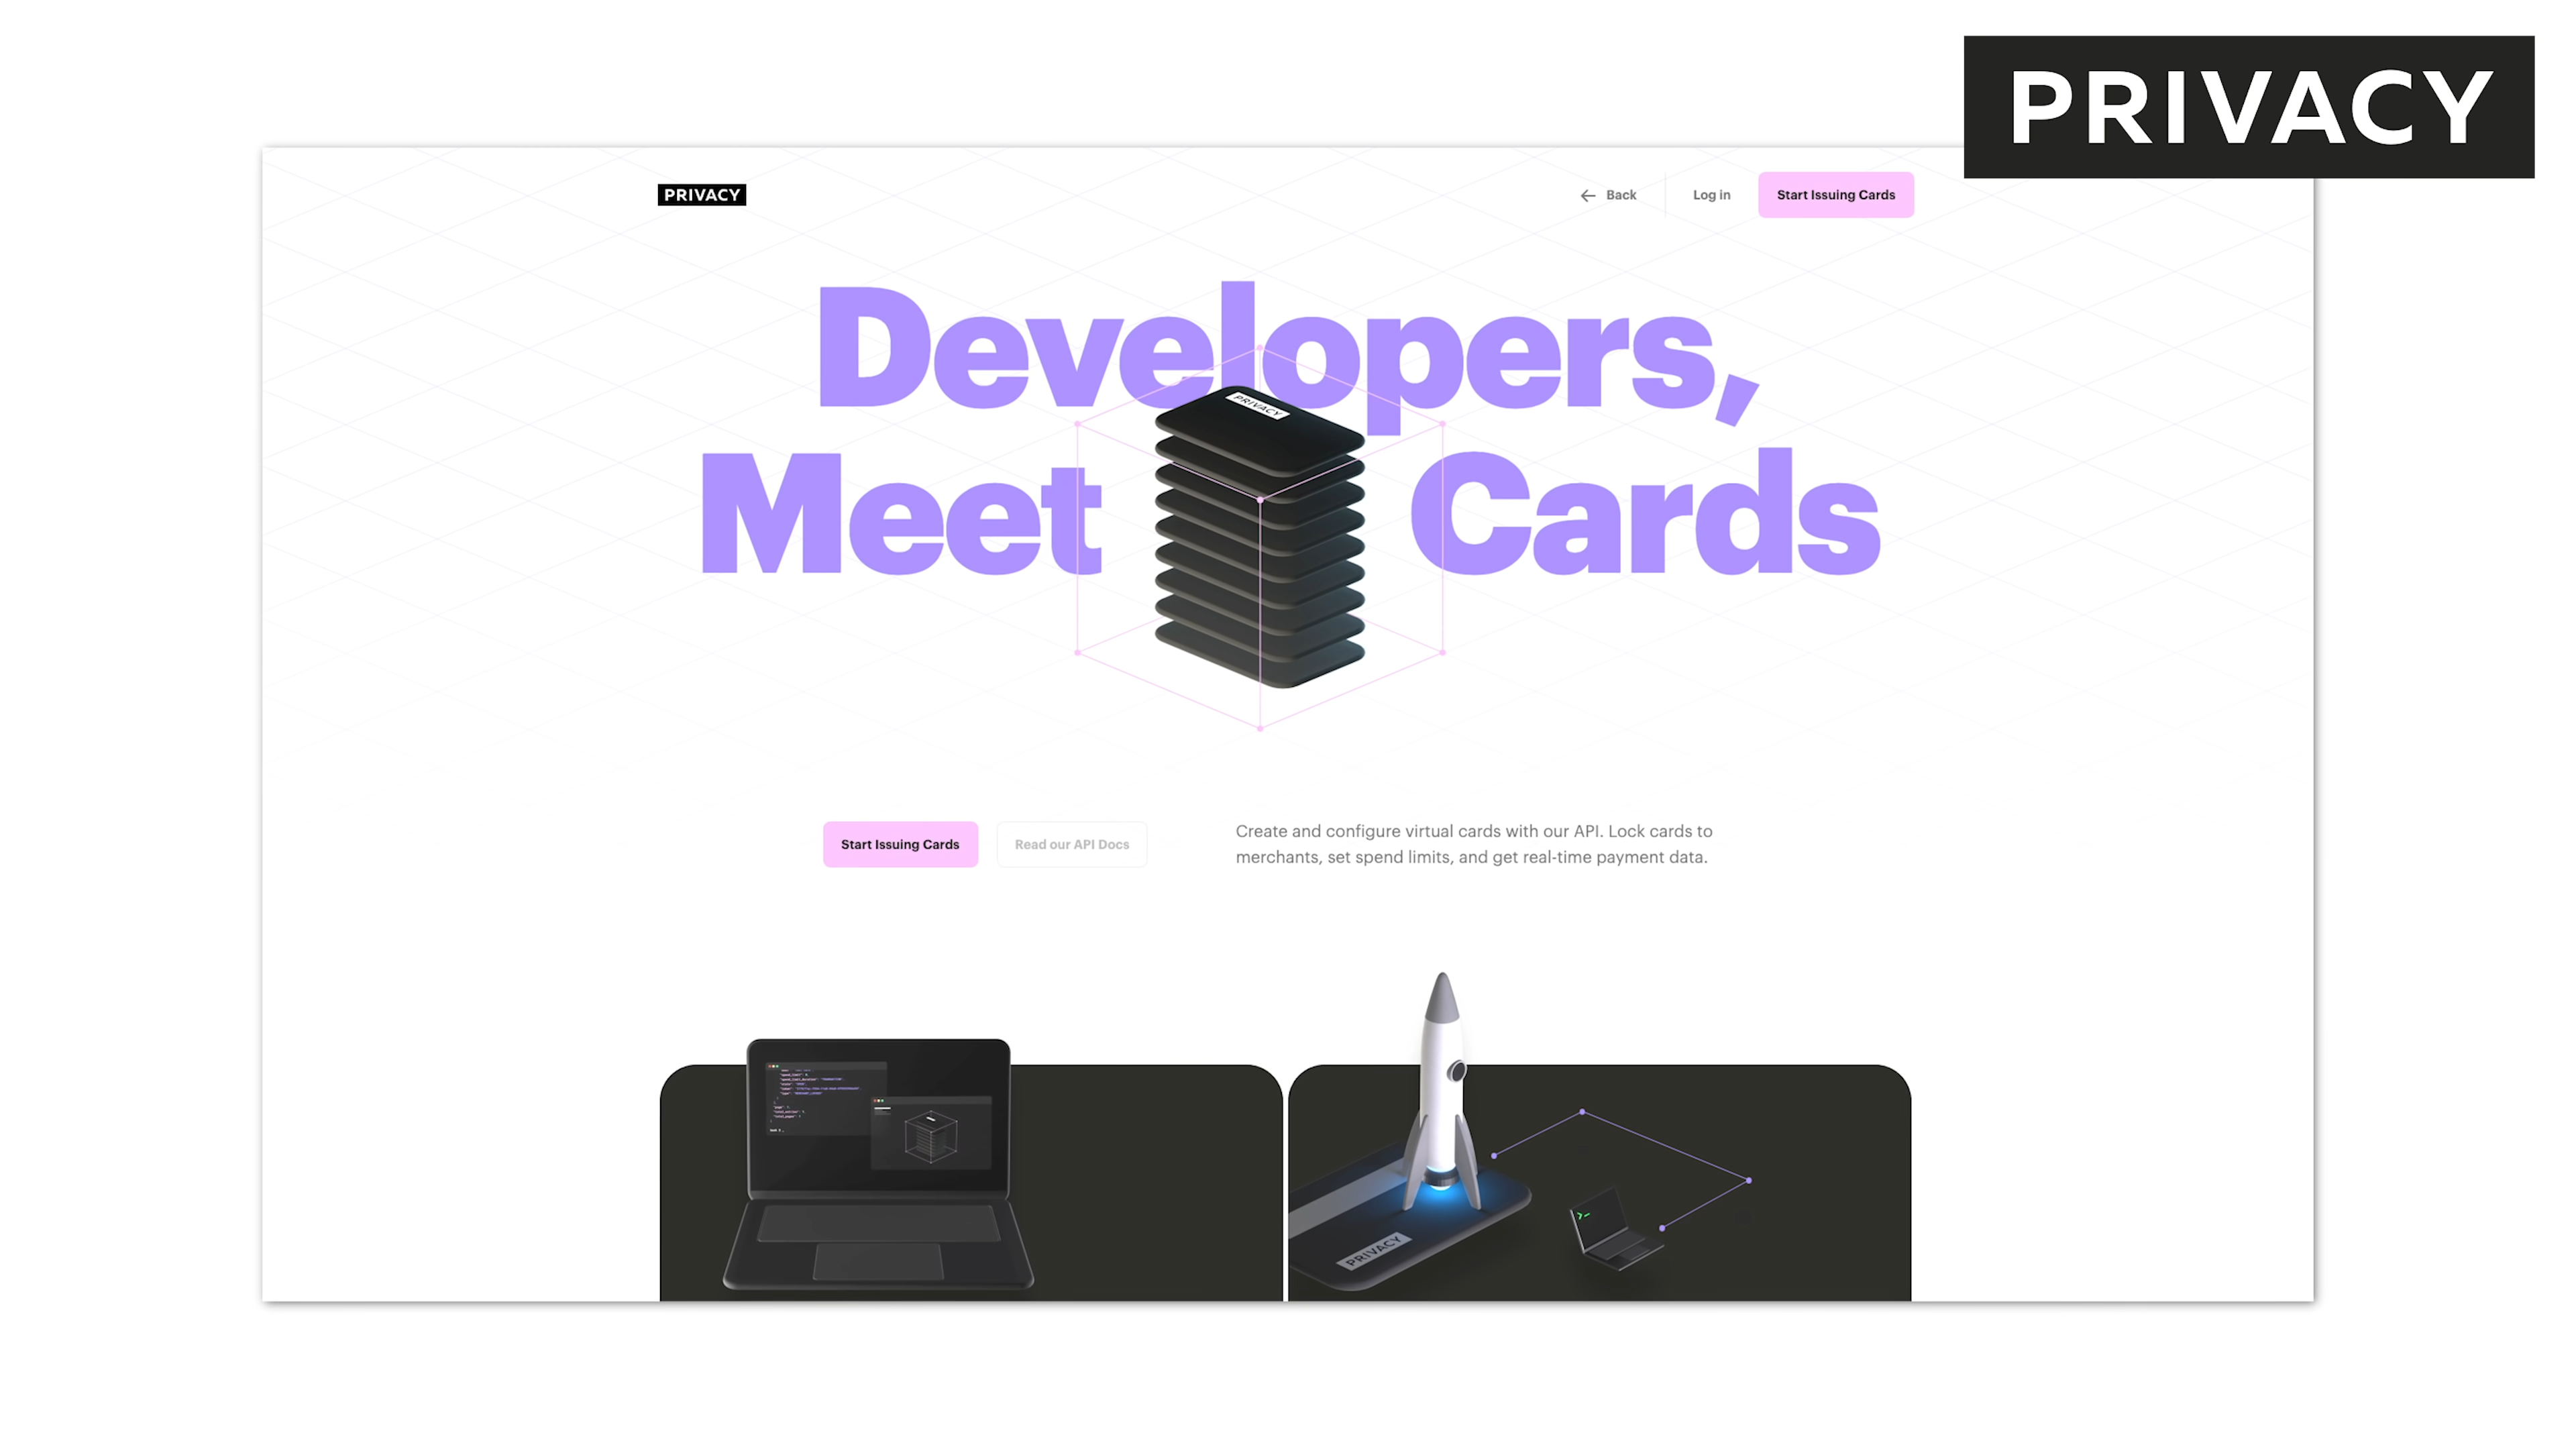 PRIVACY
PRIVACY
Back
Log in
Start Issuing Cards
Developers,
Meet Cards
PRIVACY
Start Issuing Cards
Read our API Docs
Create and configure virtual cards with our API. Lock cards to
merchants, set spend limits, and get real-time payment data.
PRIVACY